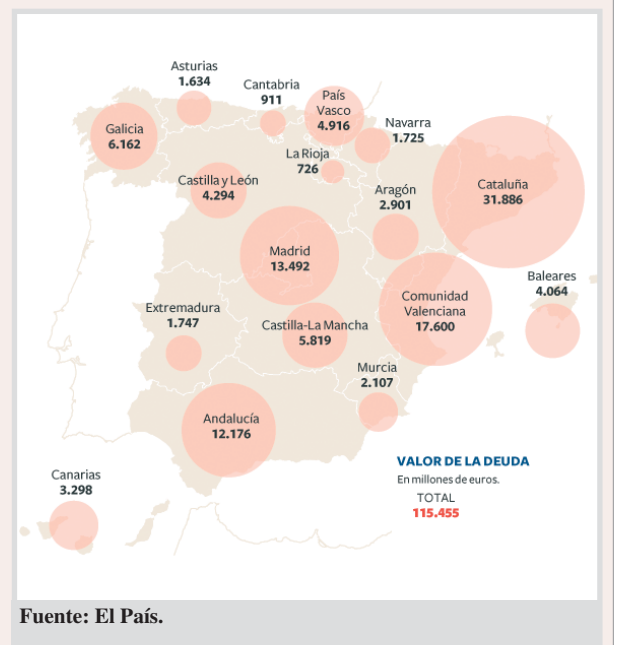 Asturias
1.634
Cantabria
911
País
Vasco
4.916
Navarra
1.725
Galicia
6.162
La Rioja
726
Castilla y León
4.294
Aragón
2.901
Cataluña
31.886
Madrid
13.492
Baleares
4.064
Comunidad
Valenciana
17.600
Extremadura
1.747
Castilla-La Mancha
5.819
Murcia
2.107
Andalucía
12.176
VALOR DE LA DEUDA
En millones de euros.
TOTAL
115.455
Canarias
3.298
Fuente: El País.